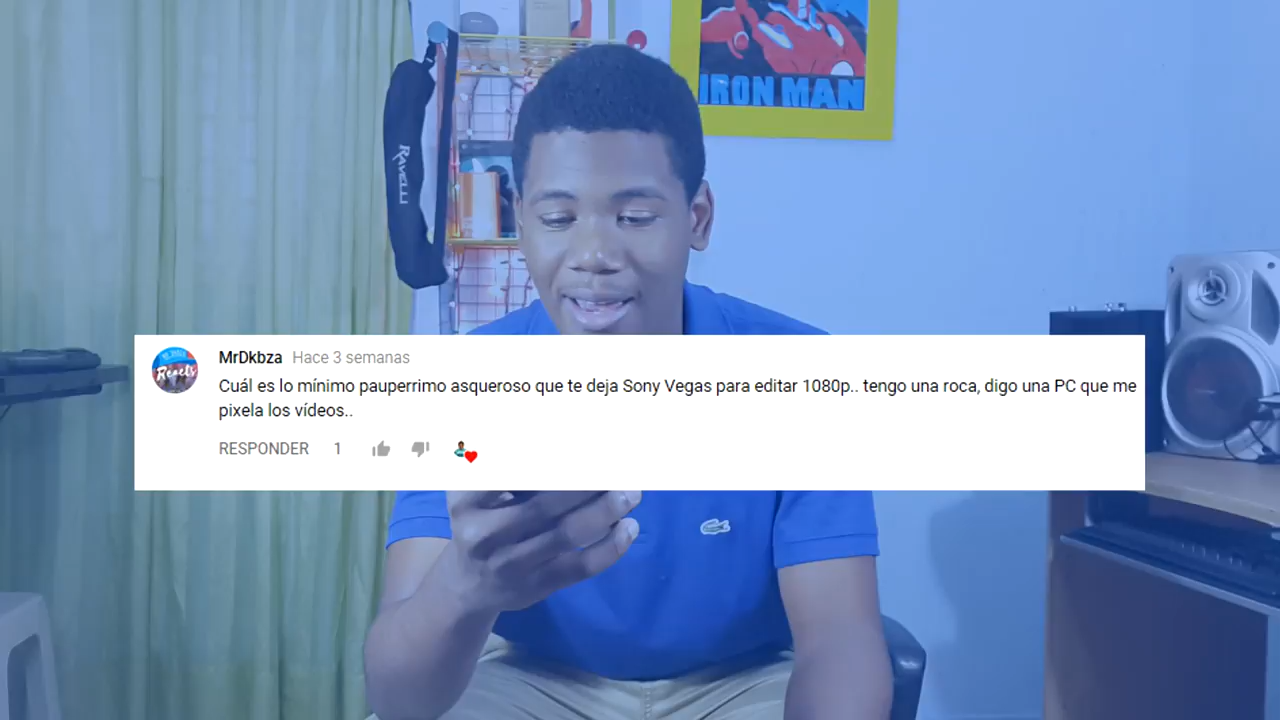 IRON MAN
RAVELLI
MrDkbza Hace 3 semanas
Cuál es lo mínimo pauperrimo asqueroso que te deja Sony Vegas para editar 1080p.. tengo una roca, digo una PC que me
pixela los vídeos..
RESPONDER 1